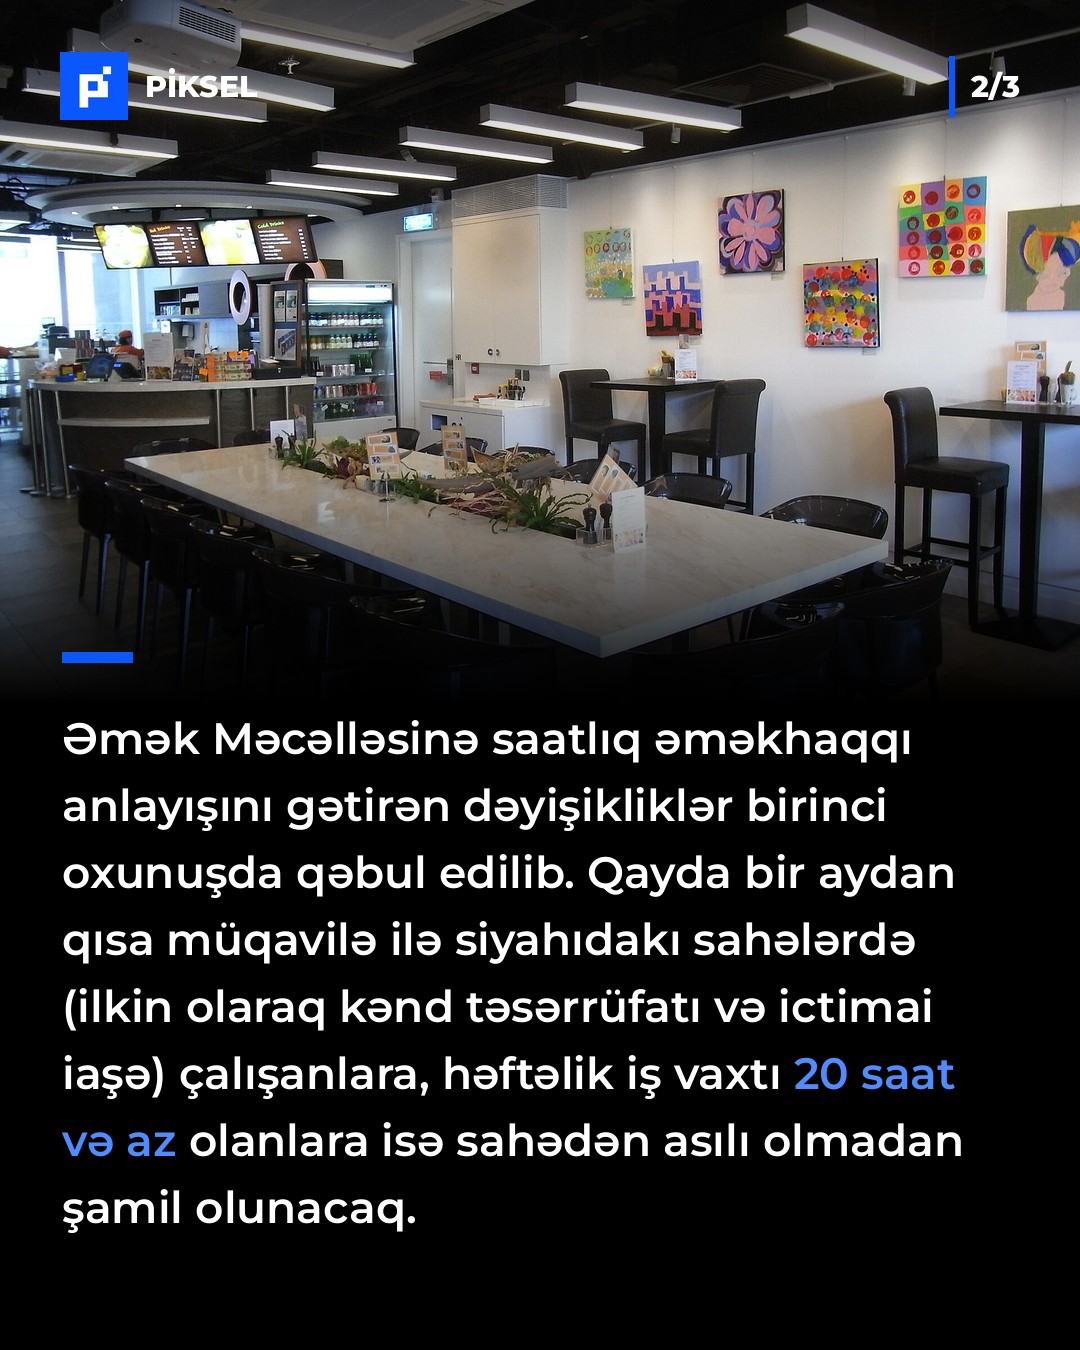 PİKSEL
2/3
Əmək Məcəlləsinə saatlıq əməkhaqqı
anlayışını gətirən dəyişikliklər birinci
oxunuşda qəbul edilib. Qayda bir aydan
qısa müqavilə ilə siyahıdakı sahələrdə
(ilkin olaraq kənd təsərrüfatı və ictimai
iaşə) çalışanlara, həftəlik iş vaxtı 20 saat
və az olanlara isə sahədən asılı olmadan
şamil olunacaq.